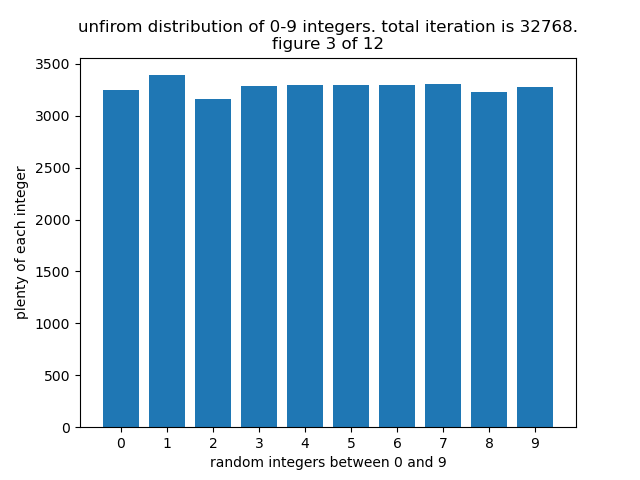 unfirom distribution of 0-9 integers. total iteration is 32768.
figure 3 of 12
3500
3000
2500
2000
1500
1000
500
0
plenty of each integer
0 1 2 3 4 5 6 7 8 9
random integers between 0 and 9